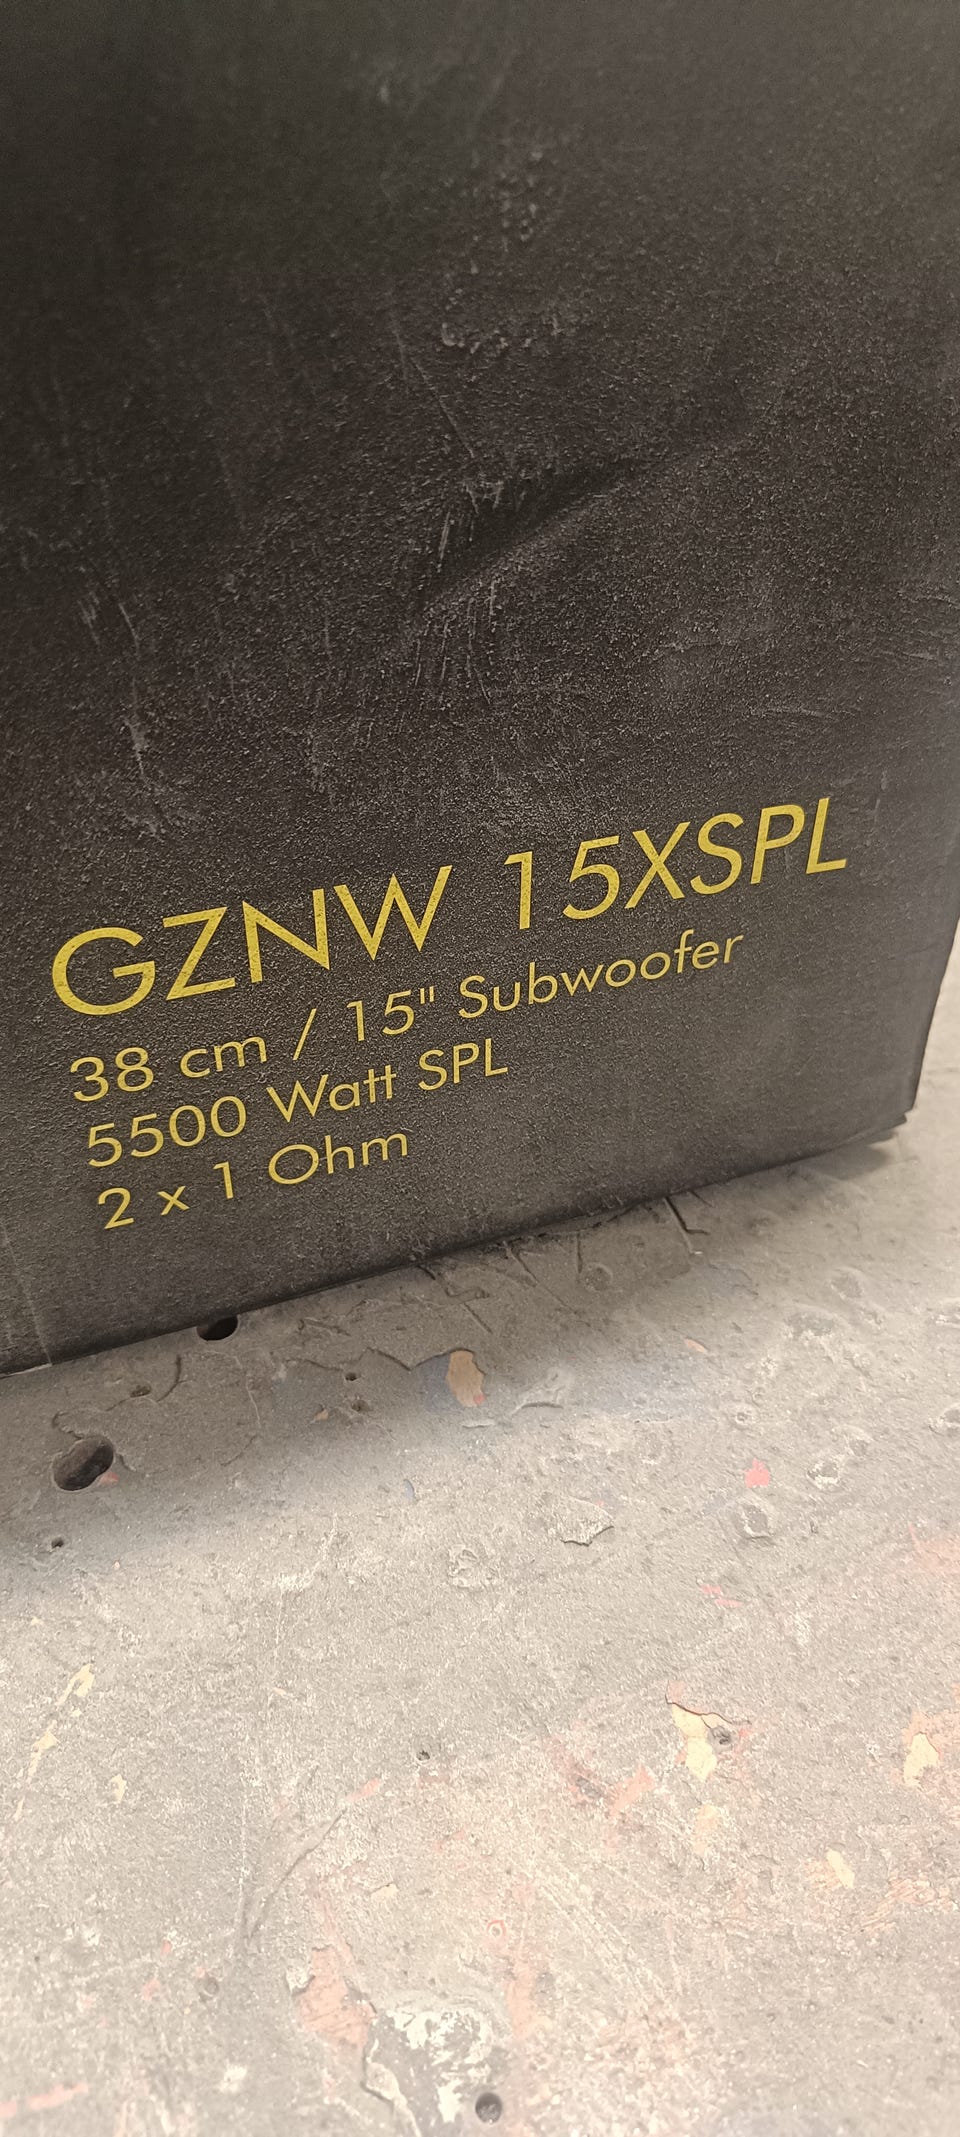 GZNW 15XSPL
38 cm / 15" Subwoofer
5500 Watt SPL
2 x 1 Ohm